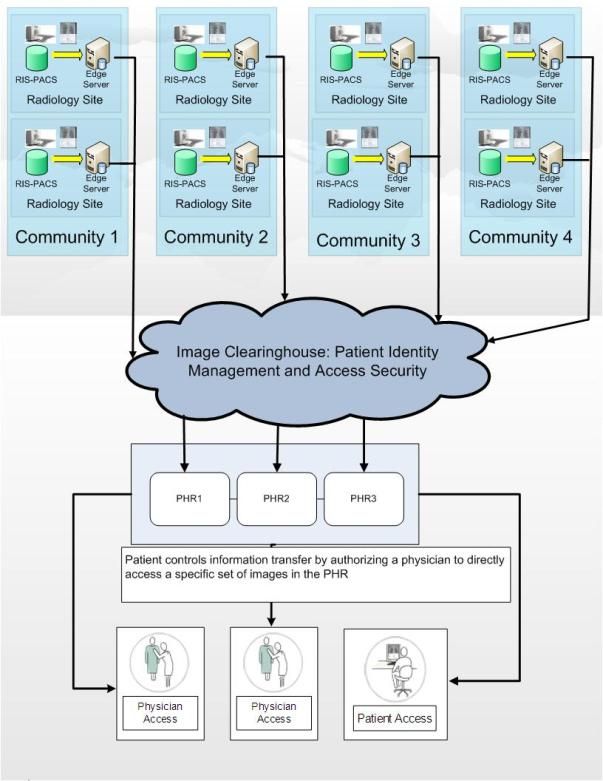 RIS-PACS
Edge
Server
Radiology Site
RIS-PACS
Edge
Server
Radiology Site
Community 1
RIS-PACS
Edge
Server
Radiology Site
RIS-PACS
Edge
Server
Radiology Site
Community 2
RIS-PACS
Edge
Server
Radiology Site
RIS-PACS
Edge
Server
Radiology Site
Community 3
RIS-PACS
Edge
Server
Radiology Site
RIS-PACS
Edge
Server
Radiology Site
Community 4
Image Clearinghouse: Patient Identity
Management and Access Security
PHR1
PHR2
PHR3
Patient controls information transfer by authorizing a physician to directly
access a specific set of images in the PHR
Physician
Access
Physician
Access
Patient Access